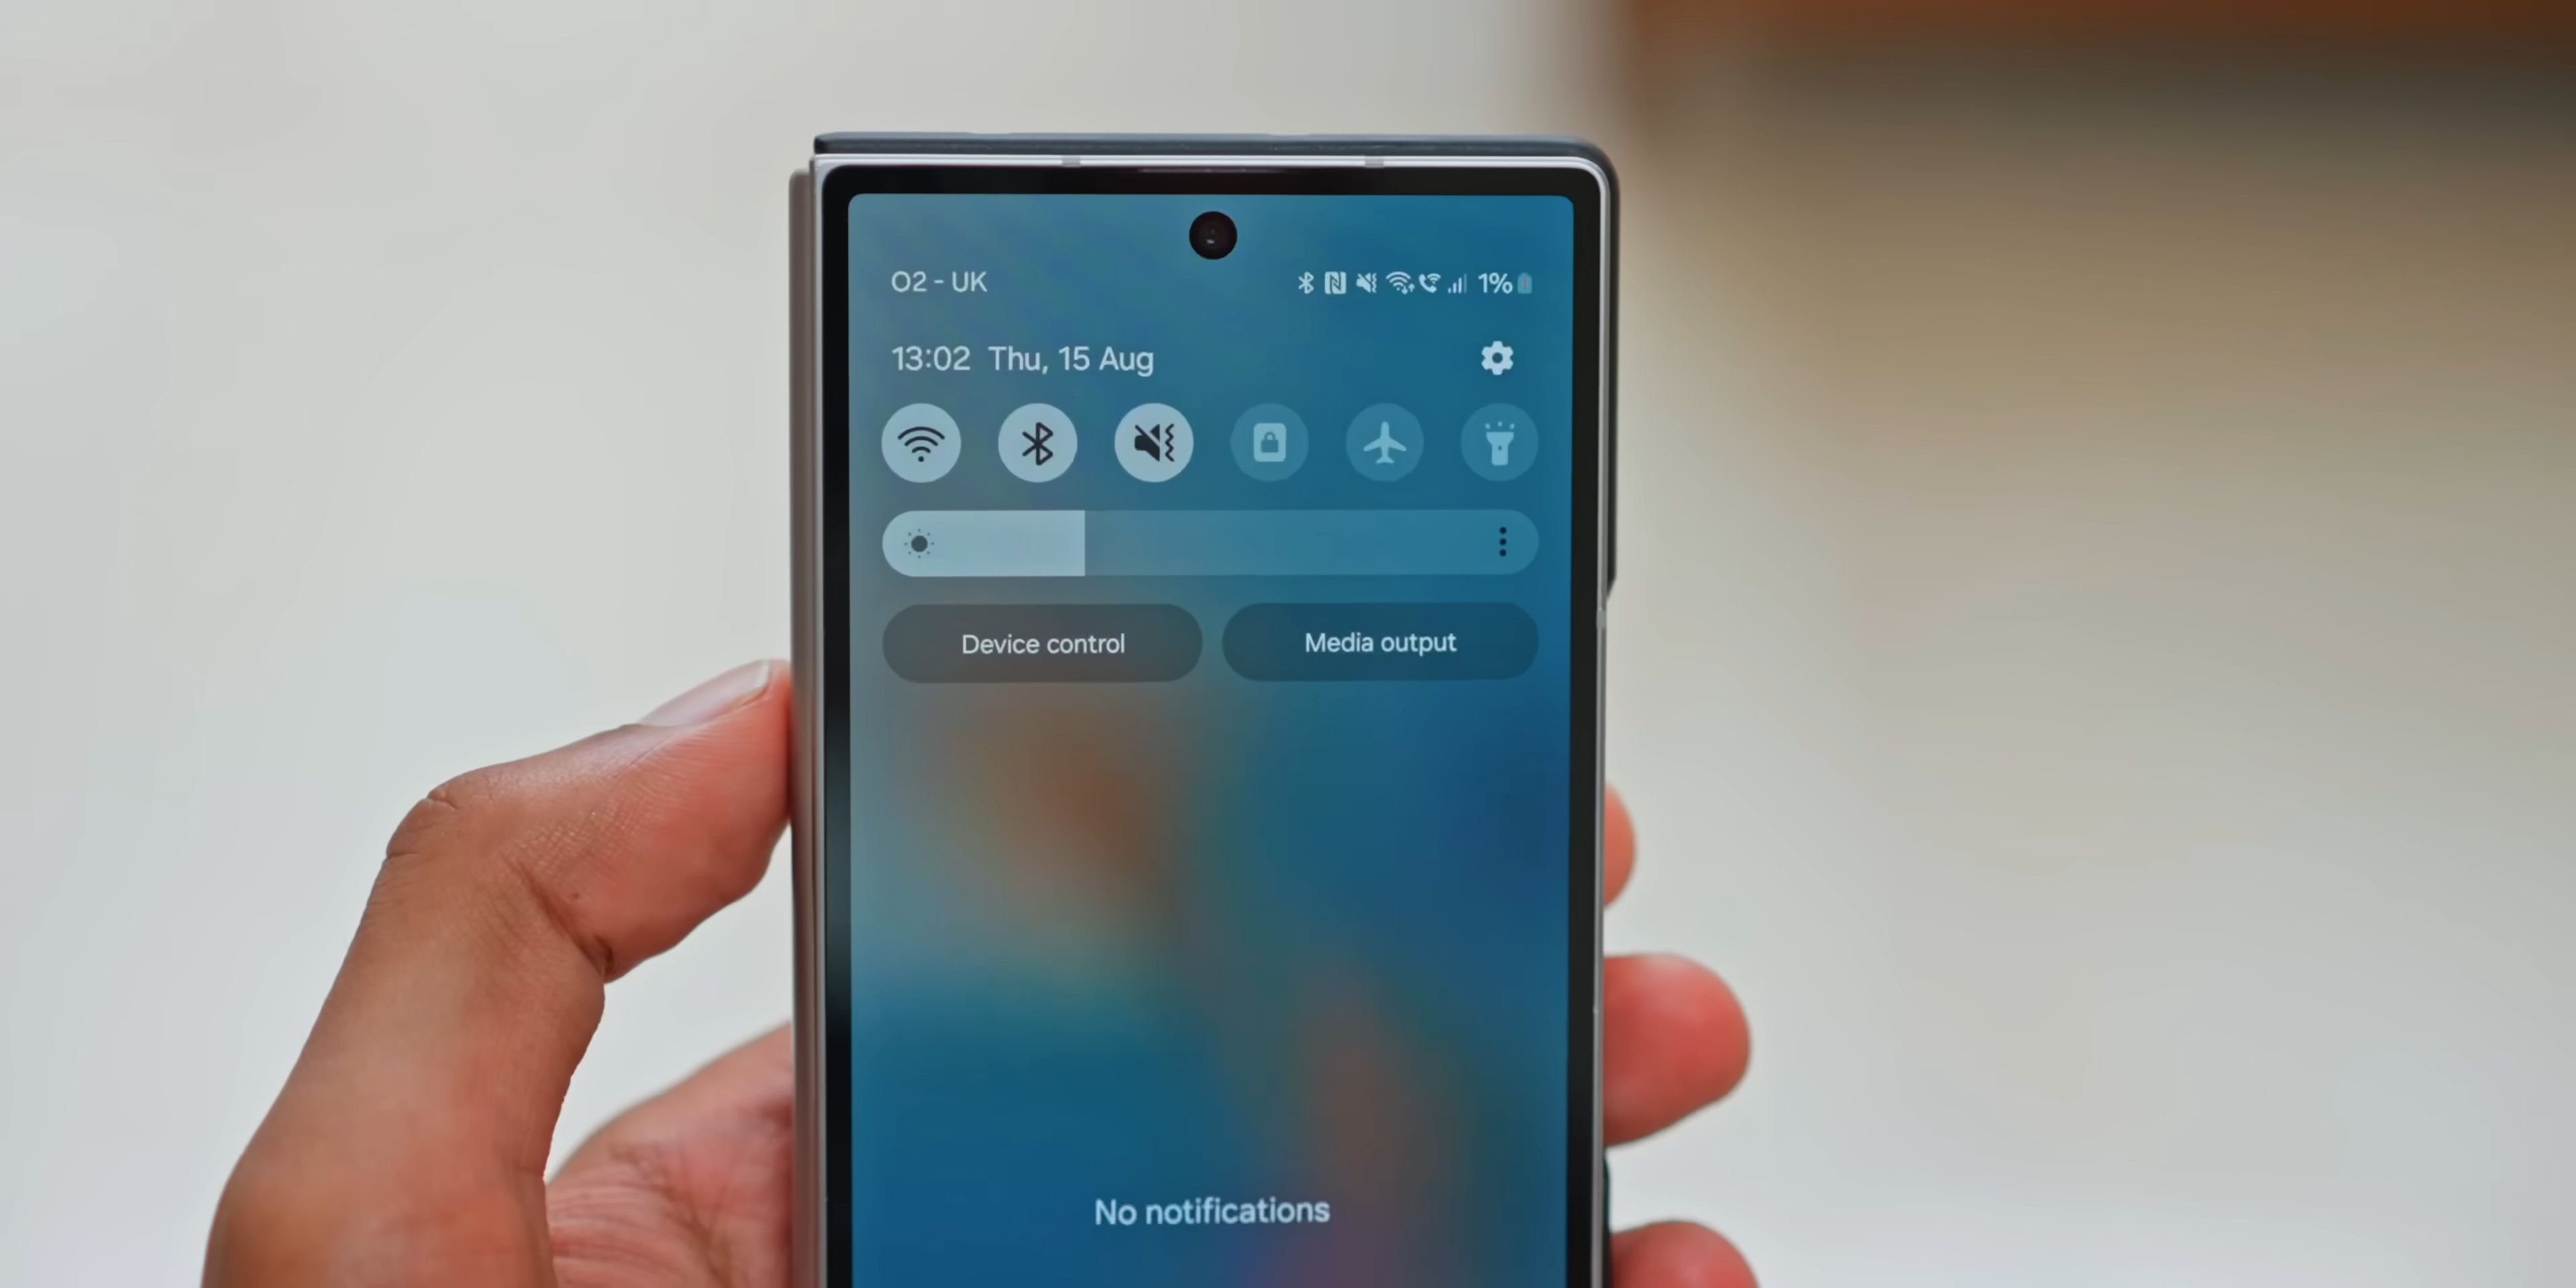 O2 - UK 1%
13:02 Thu, 15 Aug
Device control Media output
No notifications